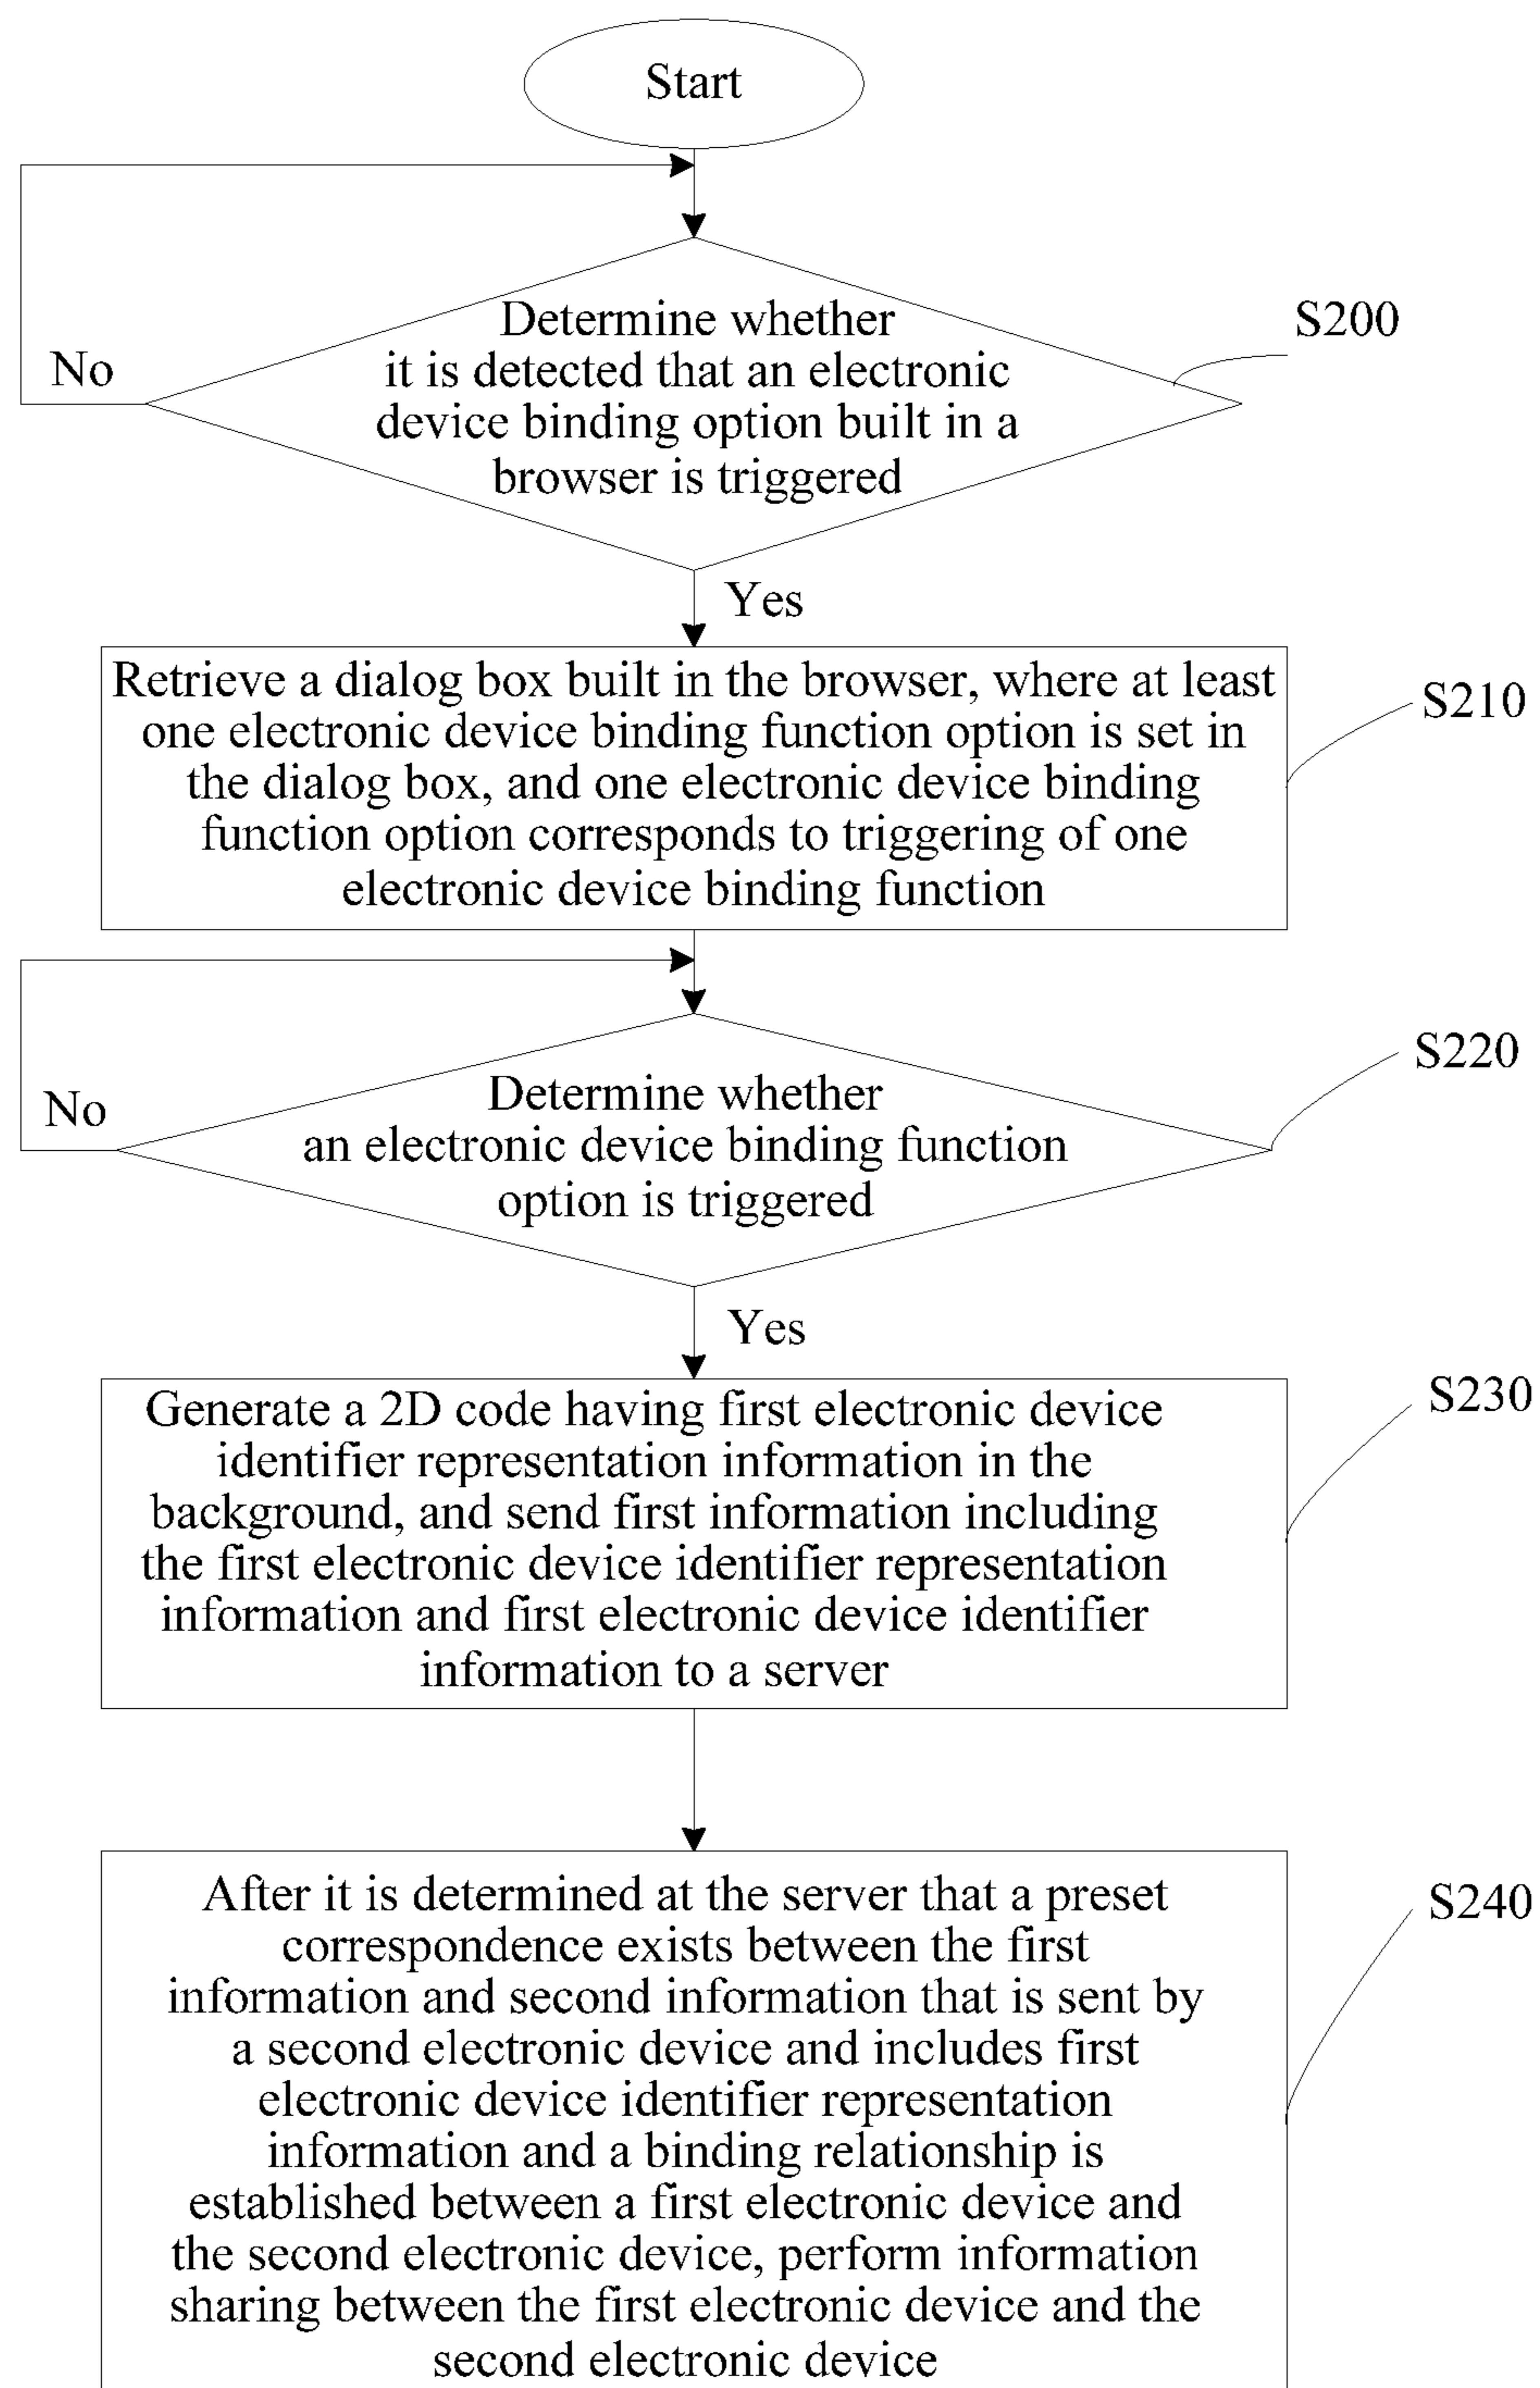 Start
No
Determine whether
it is detected that an electronic
device binding option built in a
browser is triggered
S200
Yes
Retrieve a dialog box built in the browser, where at least
one electronic device binding function option is set in
the dialog box, and one electronic device binding
function option corresponds to triggering of one
electronic device binding function
S210
No
Determine whether
an electronic device binding function
option is triggered
S220
Yes
Generate a 2D code having first electronic device
identifier representation information in the
background, and send first information including
the first electronic device identifier representation
information and first electronic device identifier
information to a server
S230
After it is determined at the server that a preset
correspondence exists between the first
information and second information that is sent by
a second electronic device and includes first
electronic device identifier representation
information and a binding relationship is
established between a first electronic device and
the second electronic device, perform information
sharing between the first electronic device and the
second electronic device
S240